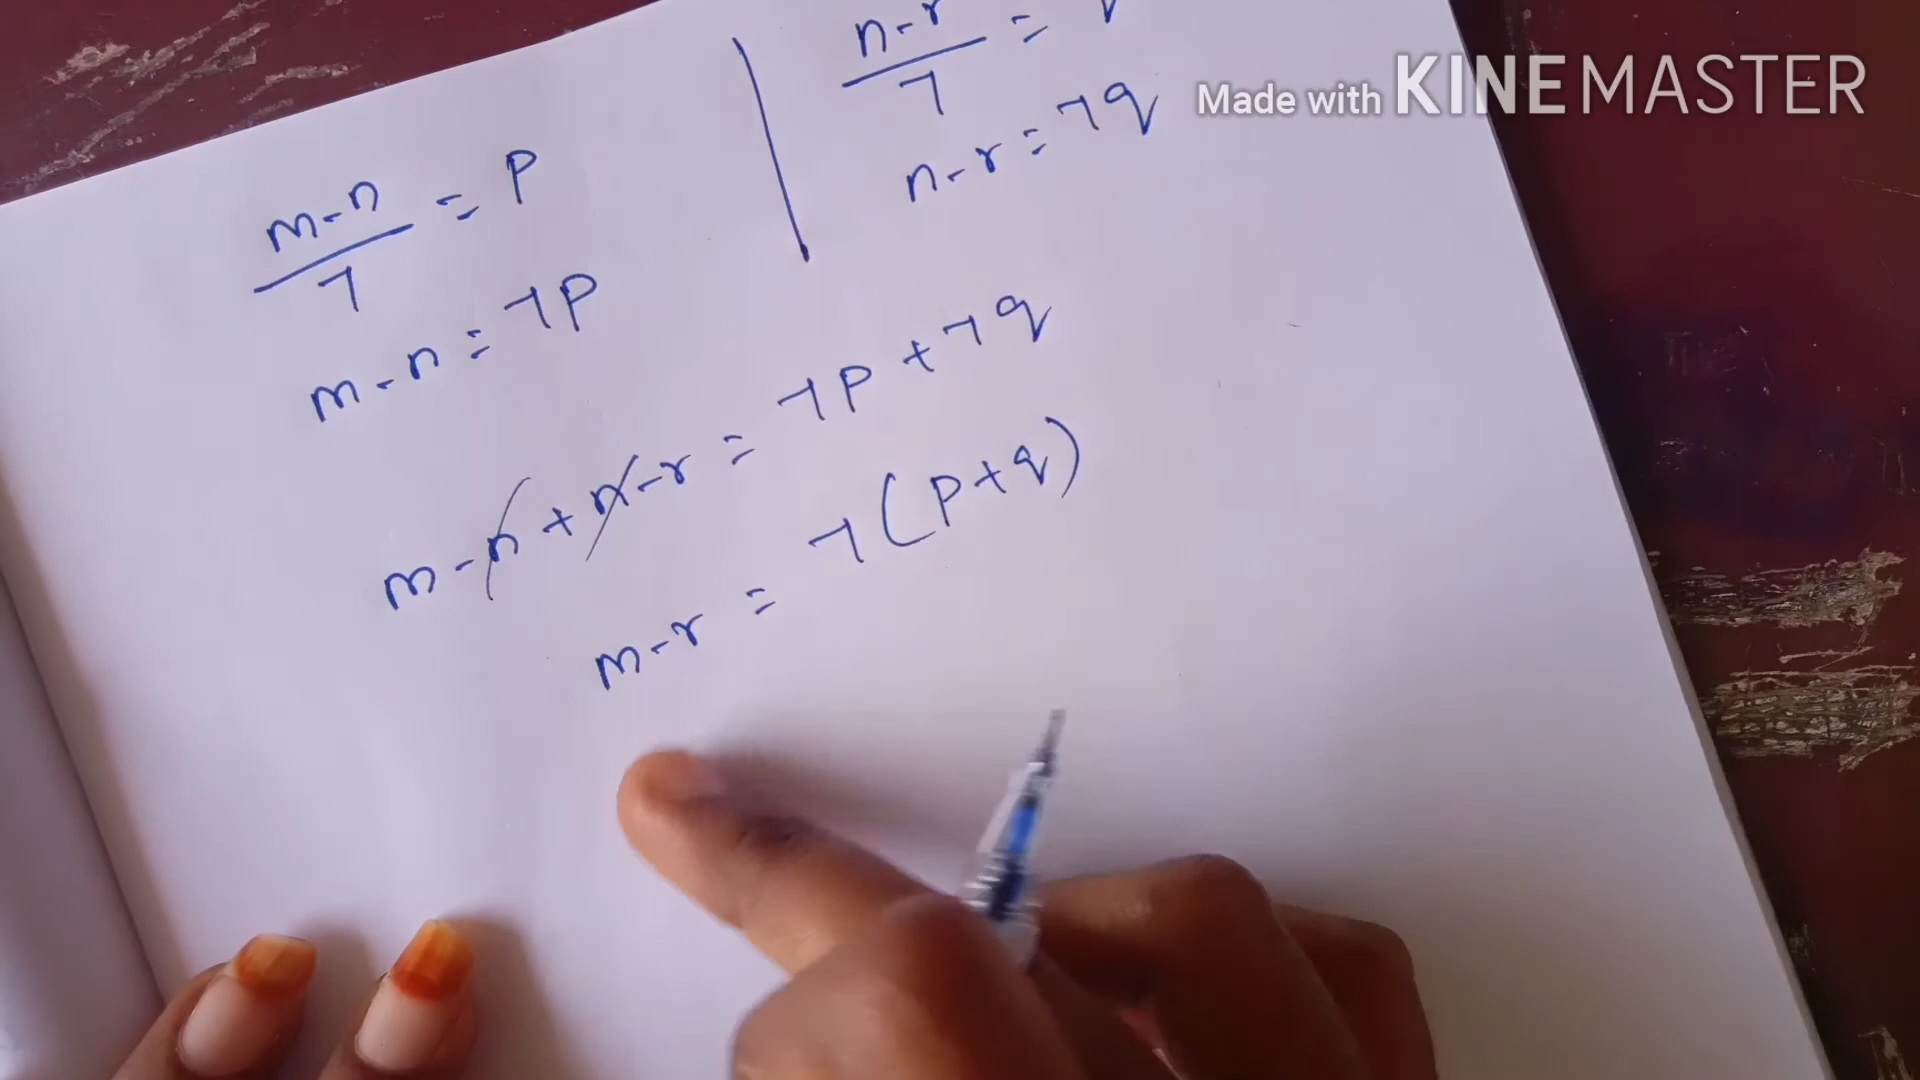 m-n/7 = P
m-n = 7P
n-r/7 =
n-r = 7q
m-n+n-r = 7P+7q
m-r = 7(P+q)
Made with KINEMASTER